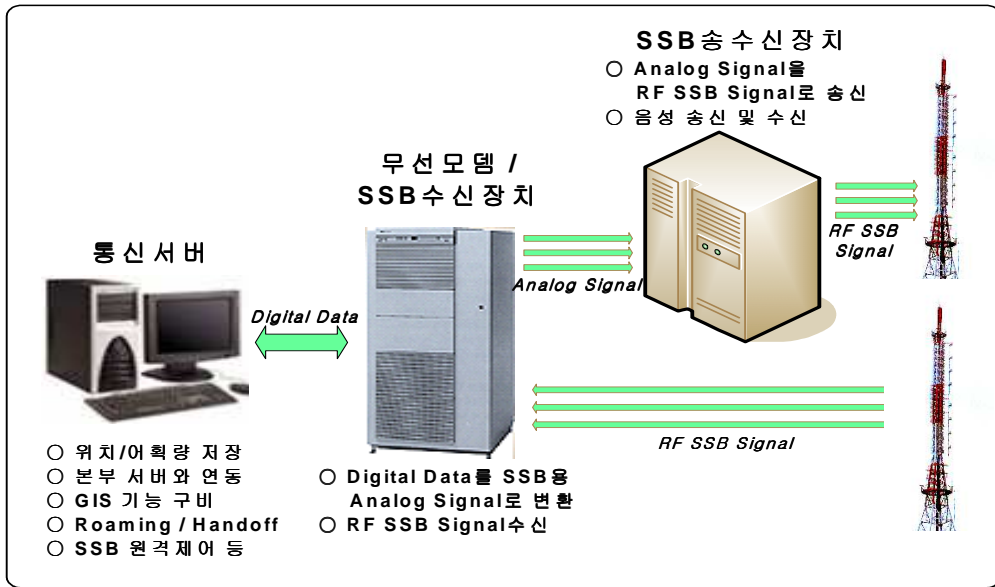 SSB송수신장치
○ Analog Signal을
RF SSB Signal로 송신
○ 음성 송신 및 수신
무선모뎀 /
SSB수신장치
통신서버
Digital Data
Analog Signal
RF SSB
Signal
RF SSB Signal
○ 위치/어획량 저장
○ 본부 서버와 연동
○ GIS 기능 구비
○ Roaming / Handoff
○ SSB 원격제어 등
○ Digital Data를 SSB용
Analog Signal로 변환
○ RF SSB Signal수신